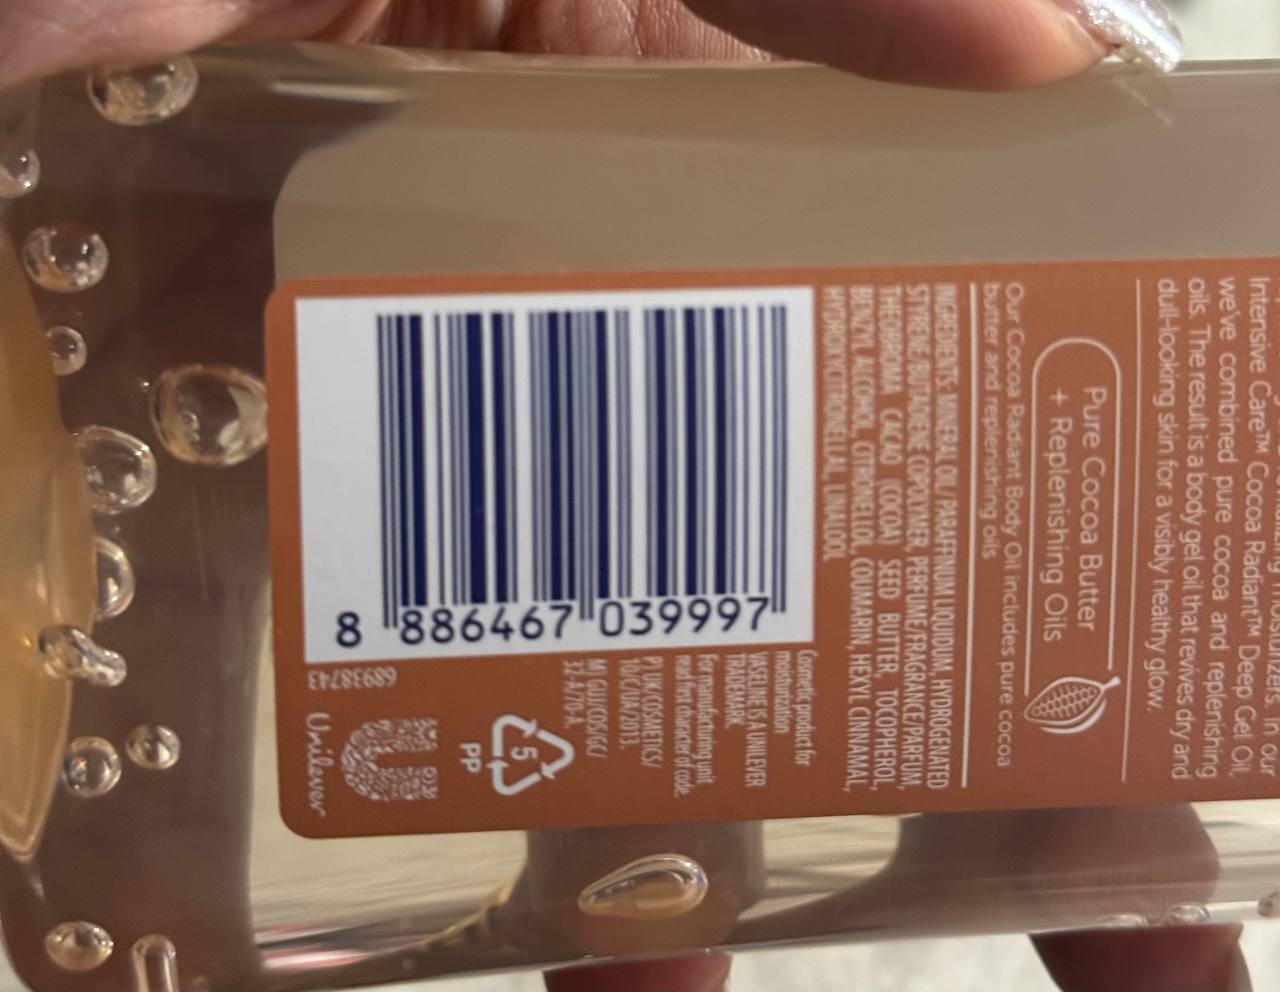 Intensive Care™ Cocoa Radiant™ Deep Gel Oil,
we've combined pure cocoa and replenishing
oils. The result is a body gel oil that revives dry and
dull-looking skin for a visibly healthy glow.
Pure Cocoa Butter
+ Replenishing Oils
Our Cocoa Radiant Body Oil includes pure cocoa
butter and replenishing oils
INGREDIENTS: MINERAL OIL/PARAFFINUM LIQUIDUM, HYDROGENATED
STYRENE/BUTADIENE COPOLYMER, PERFUME/FRAGRANCE/PARFUM,
THEOBROMA CACAO (COCOA) SEED BUTTER, TOCOPHEROL,
BENZYL ALCOHOL, CITRONELLOL, COUMARIN, HEXYL CINNAMAL,
HYDROXYCITRONELLAL, LINALOOL
8 886467 039997
Cosmetic product for
moisturization
VASELINE IS A UNILEVER
TRADEMARK
For manufacturing unit,
read first character of code.
P) UK COSMETICS/
10/C/UA/2013,
M) GUJ/COS/GC/
32-A770-A.
5
PP
68938743
Unilever